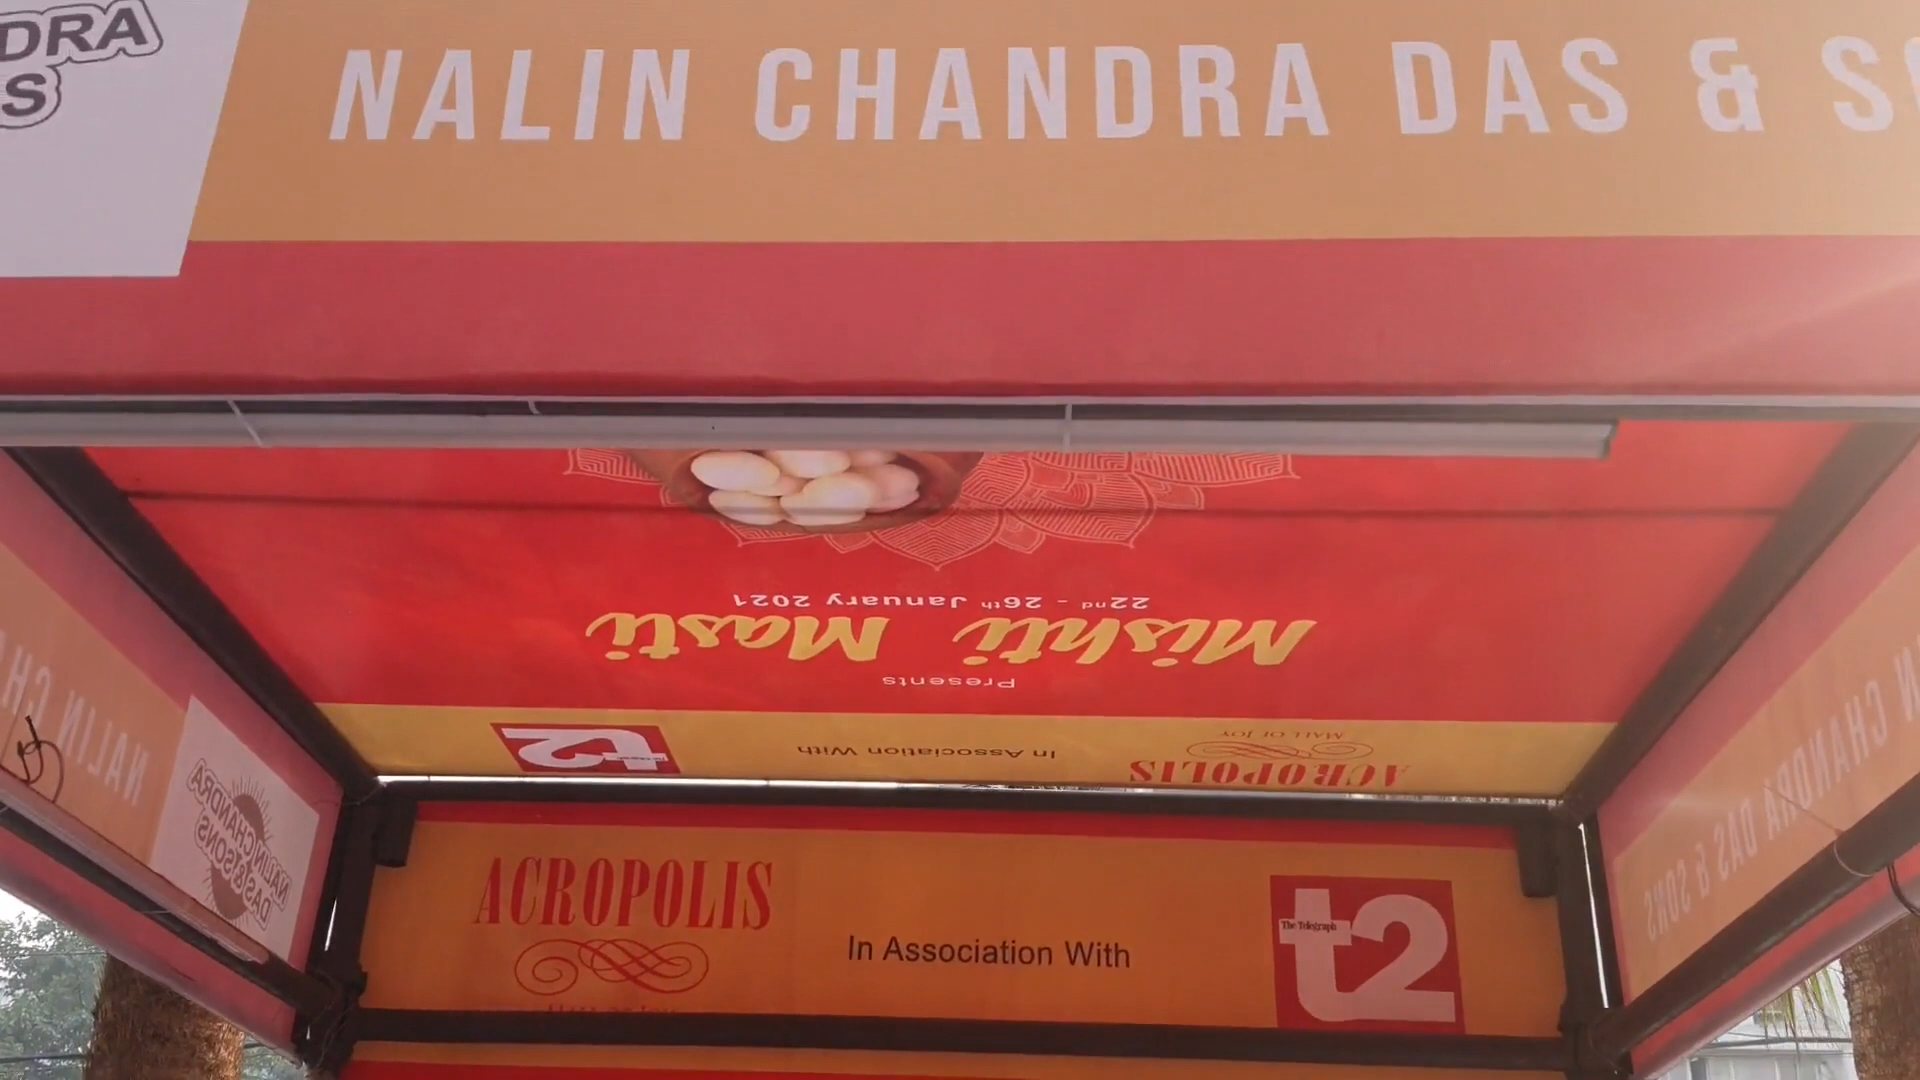 DRA
S
NALIN CHANDRA DAS & SO
22nd - 26th January 2021
Mishti Masti
Presents
t2
In Association With
ACROPOLIS
MALL OF JOY
NALIN CH
NALIN CHANDRA
DAS & SONS
CHANDRA DAS & SONS
ACROPOLIS
In Association With
The Telegraph
t2